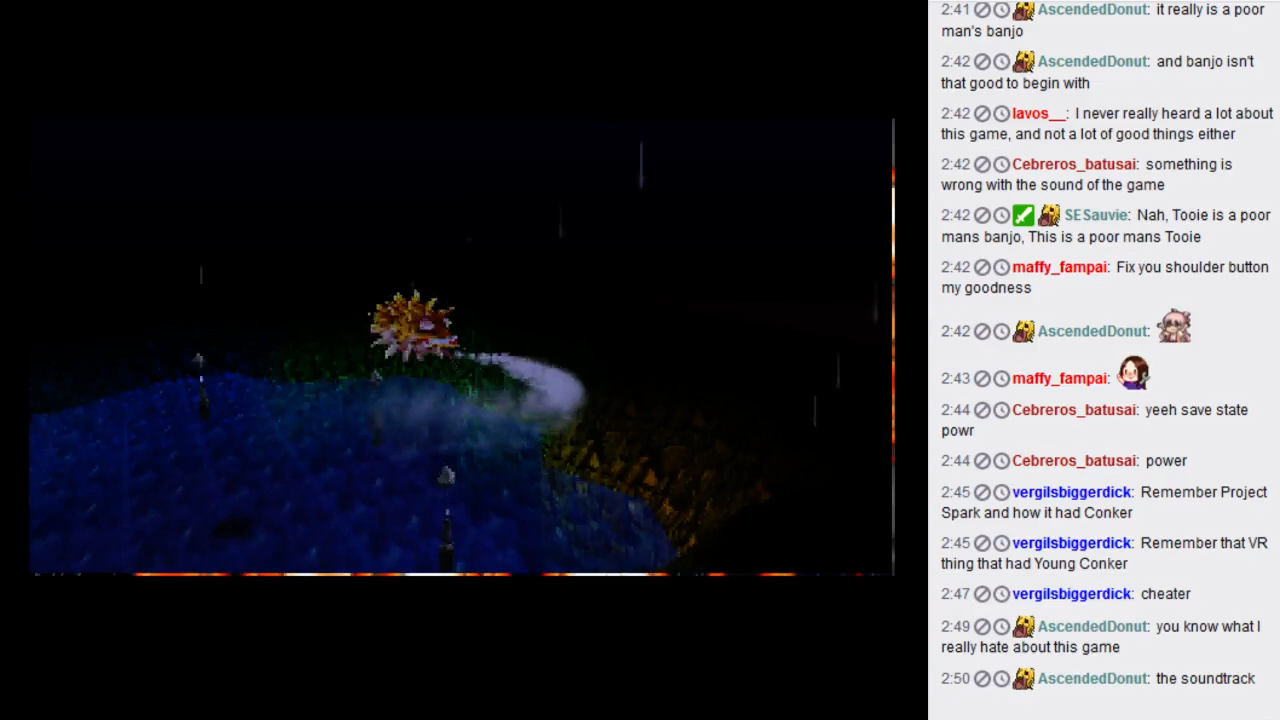 2:41 AscendedDonut: it really is a poor
man's banjo
2:42 AscendedDonut: and banjo isn't
that good to begin with
2:42 lavos__: I never really heard a lot about
this game, and not a lot of good things either
2:42 Cebreros_batusai: something is
wrong with the sound of the game
2:42 SESauvie: Nah, Tooie is a poor
mans banjo, This is a poor mans Tooie
2:42 maffy_fampai: Fix you shoulder button
my goodness
2:42 AscendedDonut:
2:43 maffy_fampai:
2:44 Cebreros_batusai: yeeh save state
powr
2:44 Cebreros_batusai: power
2:45 vergilsbiggerdick: Remember Project
Spark and how it had Conker
2:45 vergilsbiggerdick: Remember that VR
thing that had Young Conker
2:47 vergilsbiggerdick: cheater
2:49 AscendedDonut: you know what I
really hate about this game
2:50 AscendedDonut: the soundtrack